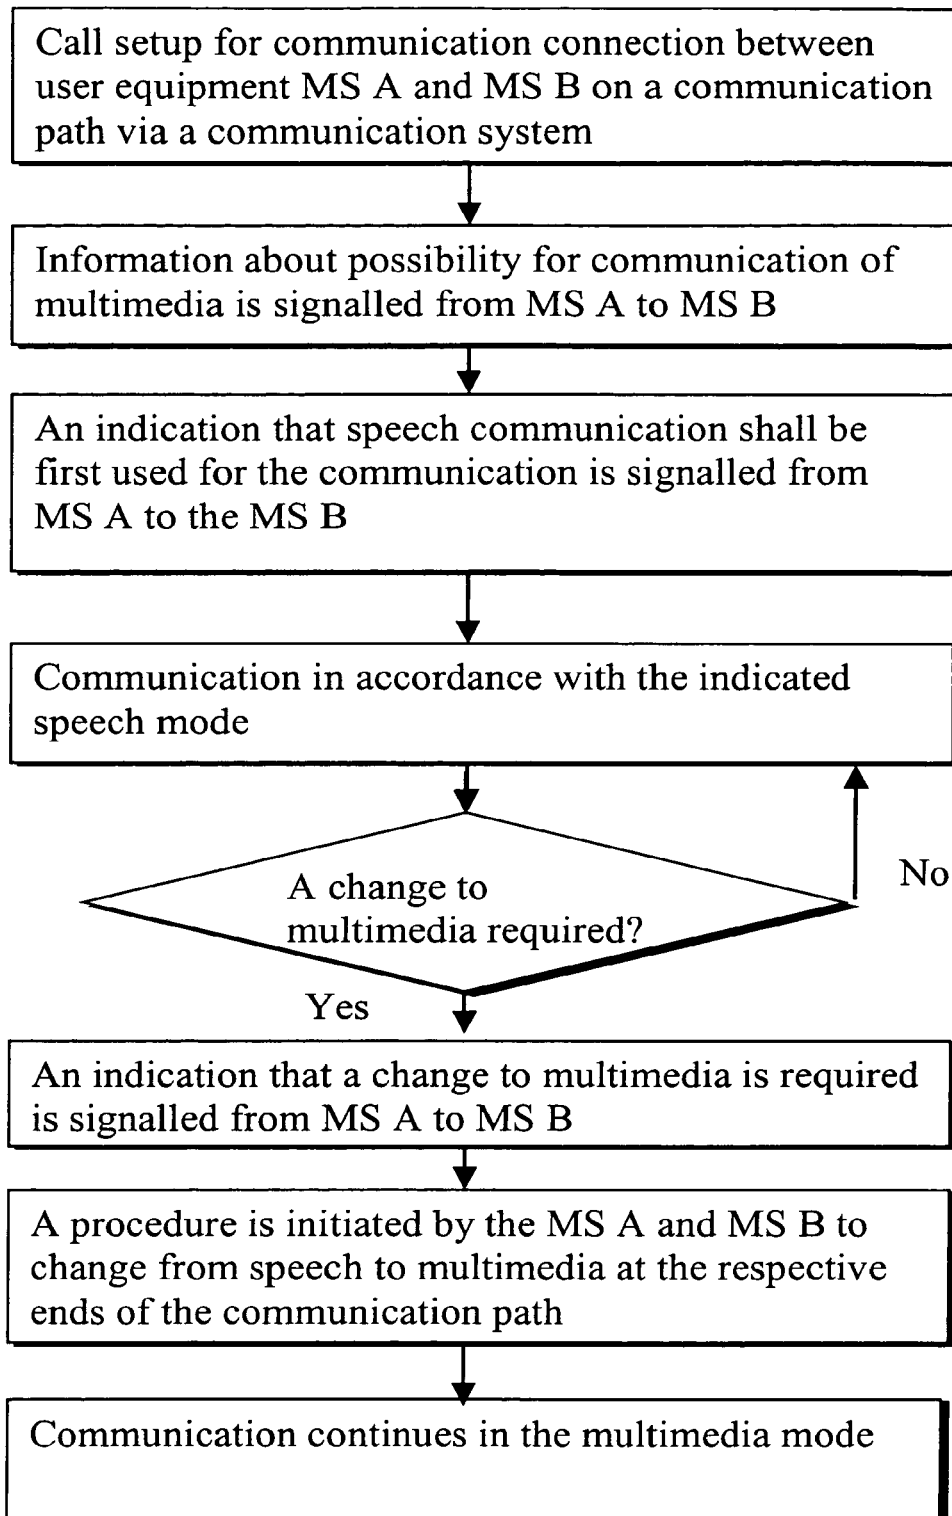 Call setup for communication connection between
user equipment MS A and MS B on a communication
path via a communication system
Information about possibility for communication of
multimedia is signalled from MS A to MS B
An indication that speech communication shall be
first used for the communication is signalled from
MS A to the MS B
Communication in accordance with the indicated
speech mode
No
A change to
multimedia required?
Yes
An indication that a change to multimedia is required
is signalled from MS A to MS B
A procedure is initiated by the MS A and MS B to
change from speech to multimedia at the respective
ends of the communication path
Communication continues in the multimedia mode